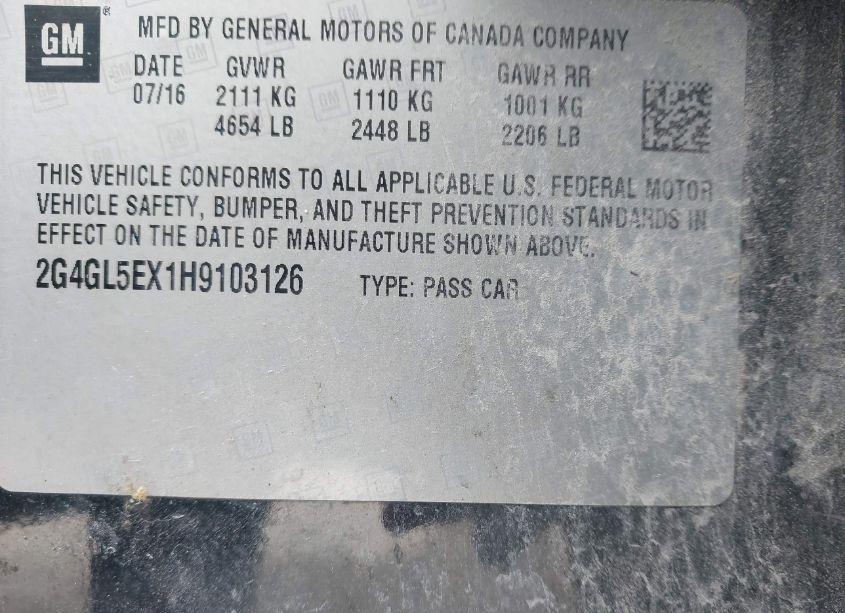 GM ® MFD BY GENERAL MOTORS OF CANADA COMPANY
DATE GVWR GAWR FRT GAWR RR
07/16 2111 KG 1110 KG 1001 KG
4654 LB 2448 LB 2206 LB
THIS VEHICLE CONFORMS TO ALL APPLICABLE U.S. FEDERAL MOTOR
VEHICLE SAFETY, BUMPER, AND THEFT PREVENTION STANDARDS IN
EFFECT ON THE DATE OF MANUFACTURE SHOWN ABOVE.
2G4GL5EX1H9103126 TYPE: PASS CAR